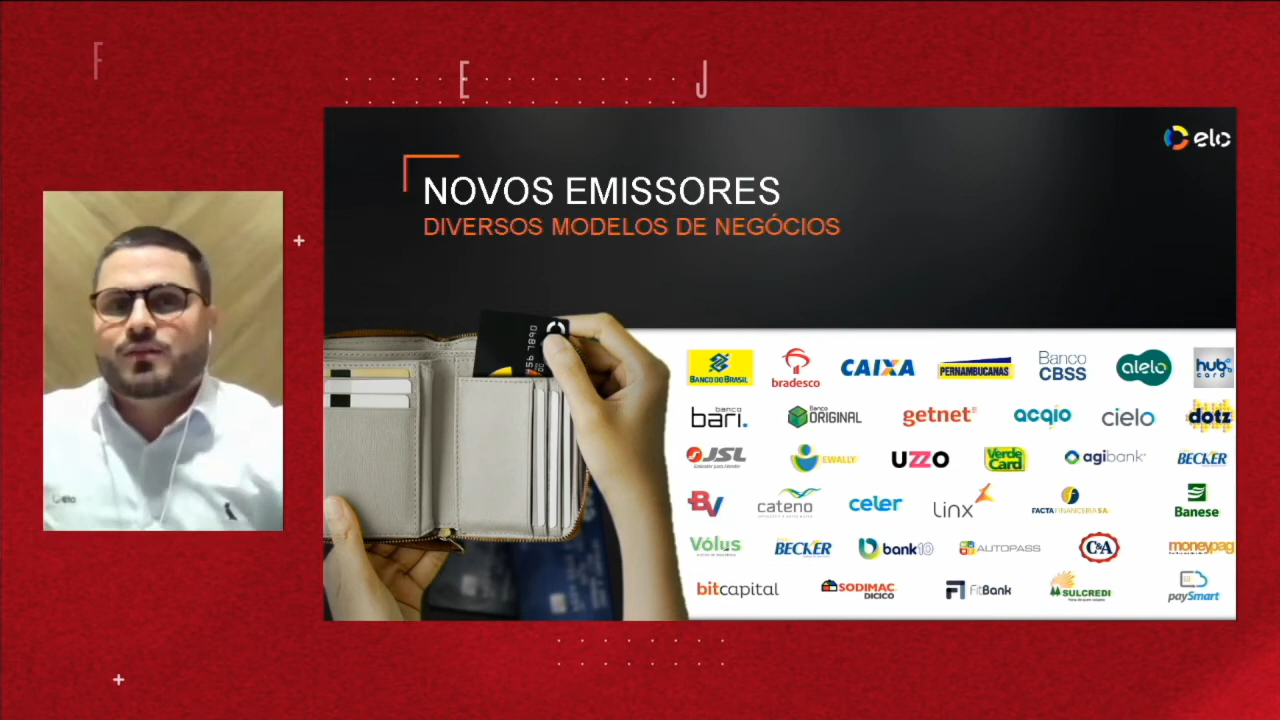 F
E
J
elo
NOVOS EMISSORES
DIVERSOS MODELOS DE NEGÓCIOS
BANCO DO BRASIL
bradesco
CAIXA
PERNAMBUCANAS
Banco CBSS
alelo
hub card
banco bari.
Banco ORIGINAL
getnet
acqio
cielo
dotz
JSL
EWALLY
UZZO
Verde Card
agibank
BECKER
BV
cateno
celer
linx
FACTA FINANCEIRA S.A.
Banese
Vólus
BECKER
bank10
AUTOPASS
C&A
moneypag
bitcapital
SODIMAC DICICO
FitBank
SULCREDI
paySmart
elo